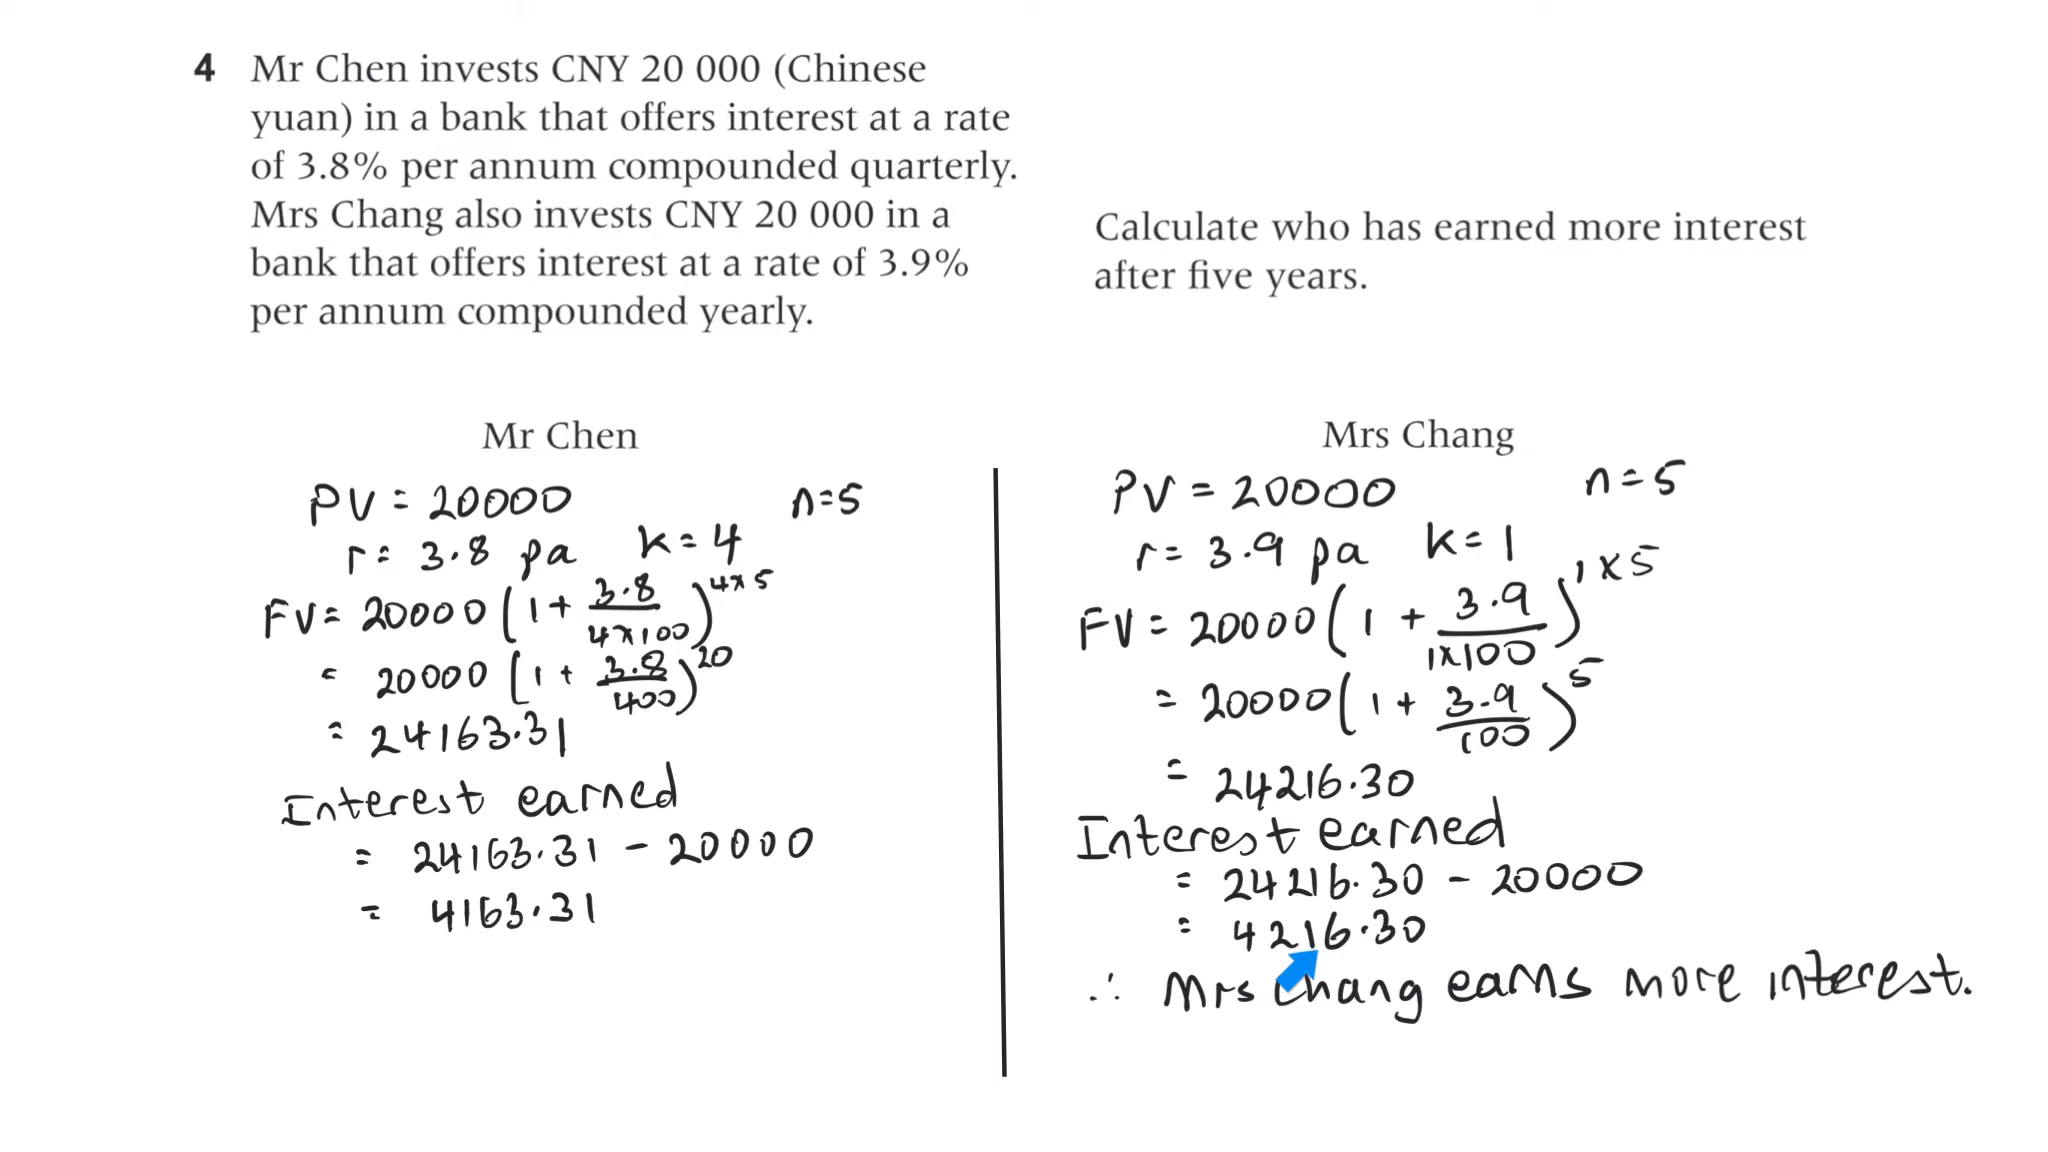 4 Mr Chen invests CNY 20 000 (Chinese
yuan) in a bank that offers interest at a rate
of 3.8% per annum compounded quarterly.
Mrs Chang also invests CNY 20 000 in a
bank that offers interest at a rate of 3.9%
per annum compounded yearly.
Calculate who has earned more interest
after five years.
Mr Chen
PV = 20000 n=5
r = 3.8 pa k = 4
FV = 20000 (1 + 3.8/(4×100))^(4×5)
= 20000 (1 + 3.8/400)^20
= 24163.31
Interest earned
= 24163.31 - 20000
= 4163.31
Mrs Chang
PV = 20000 n = 5
r = 3.9 pa k = 1
FV = 20000 (1 + 3.9/(1×100))^(1×5)
= 20000 (1 + 3.9/100)^5
= 24216.30
Interest earned
= 24216.30 - 20000
= 4216.30
∴ Mrs Chang earns more interest.